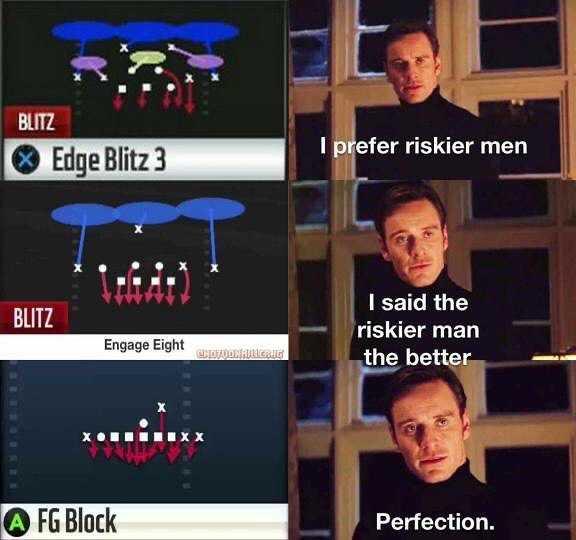 BLITZ
Edge Blitz 3
I prefer riskier men
BLITZ
Engage Eight
I said the
riskier man
the better
A FG Block
Perfection.